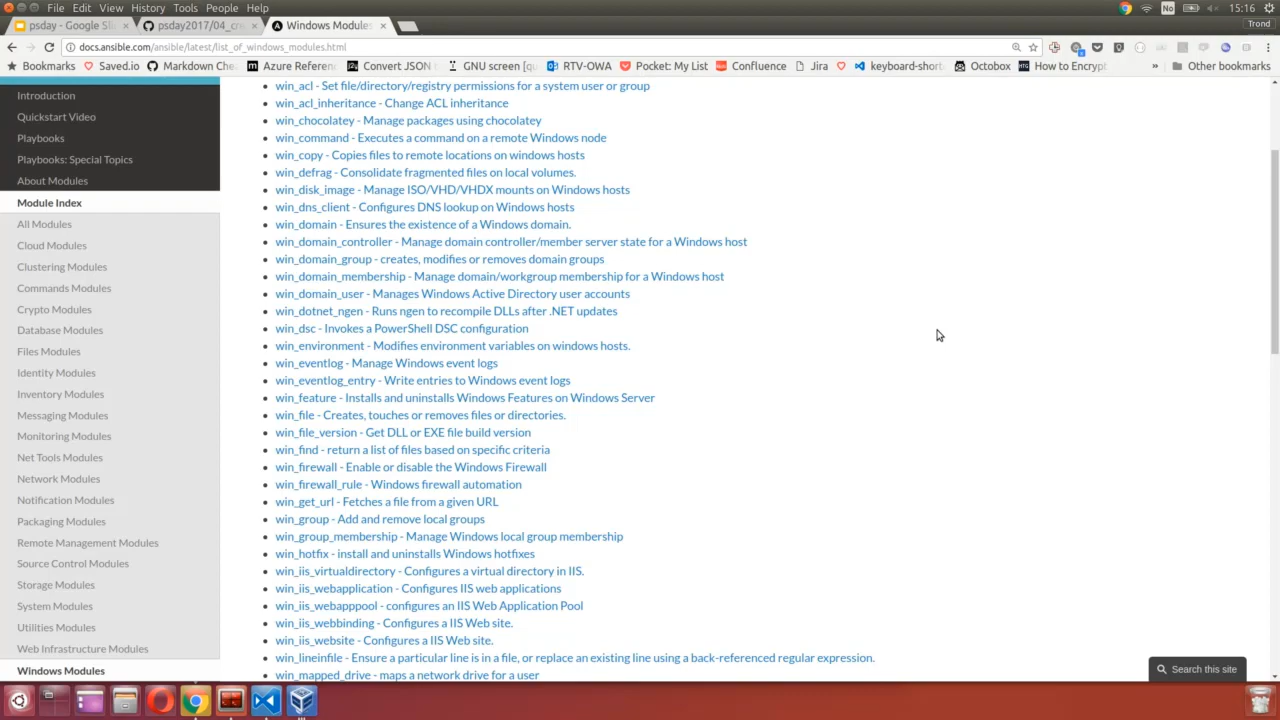 File Edit View History Tools People Help
No
15:16
psday - Google Sli
psday2017/04_cre
Windows Modules
Trond
docs.ansible.com/ansible/latest/list_of_windows_modules.html
Bookmarks Saved.io Markdown Che Azure Referen Convert JSON t GNU screen [qu RTV-OWA Pocket: My List Confluence Jira keyboard-short Octobox How to Encrypt » Other bookmarks
Introduction
Quickstart Video
Playbooks
Playbooks: Special Topics
About Modules
Module Index
All Modules
Cloud Modules
Clustering Modules
Commands Modules
Crypto Modules
Database Modules
Files Modules
Identity Modules
Inventory Modules
Messaging Modules
Monitoring Modules
Net Tools Modules
Network Modules
Notification Modules
Packaging Modules
Remote Management Modules
Source Control Modules
Storage Modules
System Modules
Utilities Modules
Web Infrastructure Modules
Windows Modules
win_acl - Set file/directory/registry permissions for a system user or group
win_acl_inheritance - Change ACL inheritance
win_chocolatey - Manage packages using chocolatey
win_command - Executes a command on a remote Windows node
win_copy - Copies files to remote locations on windows hosts
win_defrag - Consolidate fragmented files on local volumes.
win_disk_image - Manage ISO/VHD/VHDX mounts on Windows hosts
win_dns_client - Configures DNS lookup on Windows hosts
win_domain - Ensures the existence of a Windows domain.
win_domain_controller - Manage domain controller/member server state for a Windows host
win_domain_group - creates, modifies or removes domain groups
win_domain_membership - Manage domain/workgroup membership for a Windows host
win_domain_user - Manages Windows Active Directory user accounts
win_dotnet_ngen - Runs ngen to recompile DLLs after .NET updates
win_dsc - Invokes a PowerShell DSC configuration
win_environment - Modifies environment variables on windows hosts.
win_eventlog - Manage Windows event logs
win_eventlog_entry - Write entries to Windows event logs
win_feature - Installs and uninstalls Windows Features on Windows Server
win_file - Creates, touches or removes files or directories.
win_file_version - Get DLL or EXE file build version
win_find - return a list of files based on specific criteria
win_firewall - Enable or disable the Windows Firewall
win_firewall_rule - Windows firewall automation
win_get_url - Fetches a file from a given URL
win_group - Add and remove local groups
win_group_membership - Manage Windows local group membership
win_hotfix - install and uninstalls Windows hotfixes
win_iis_virtualdirectory - Configures a virtual directory in IIS.
win_iis_webapplication - Configures IIS web applications
win_iis_webapppool - configures an IIS Web Application Pool
win_iis_webbinding - Configures a IIS Web site.
win_iis_website - Configures a IIS Web site.
win_lineinfile - Ensure a particular line is in a file, or replace an existing line using a back-referenced regular expression.
win_mapped_drive - maps a network drive for a user
Search this site